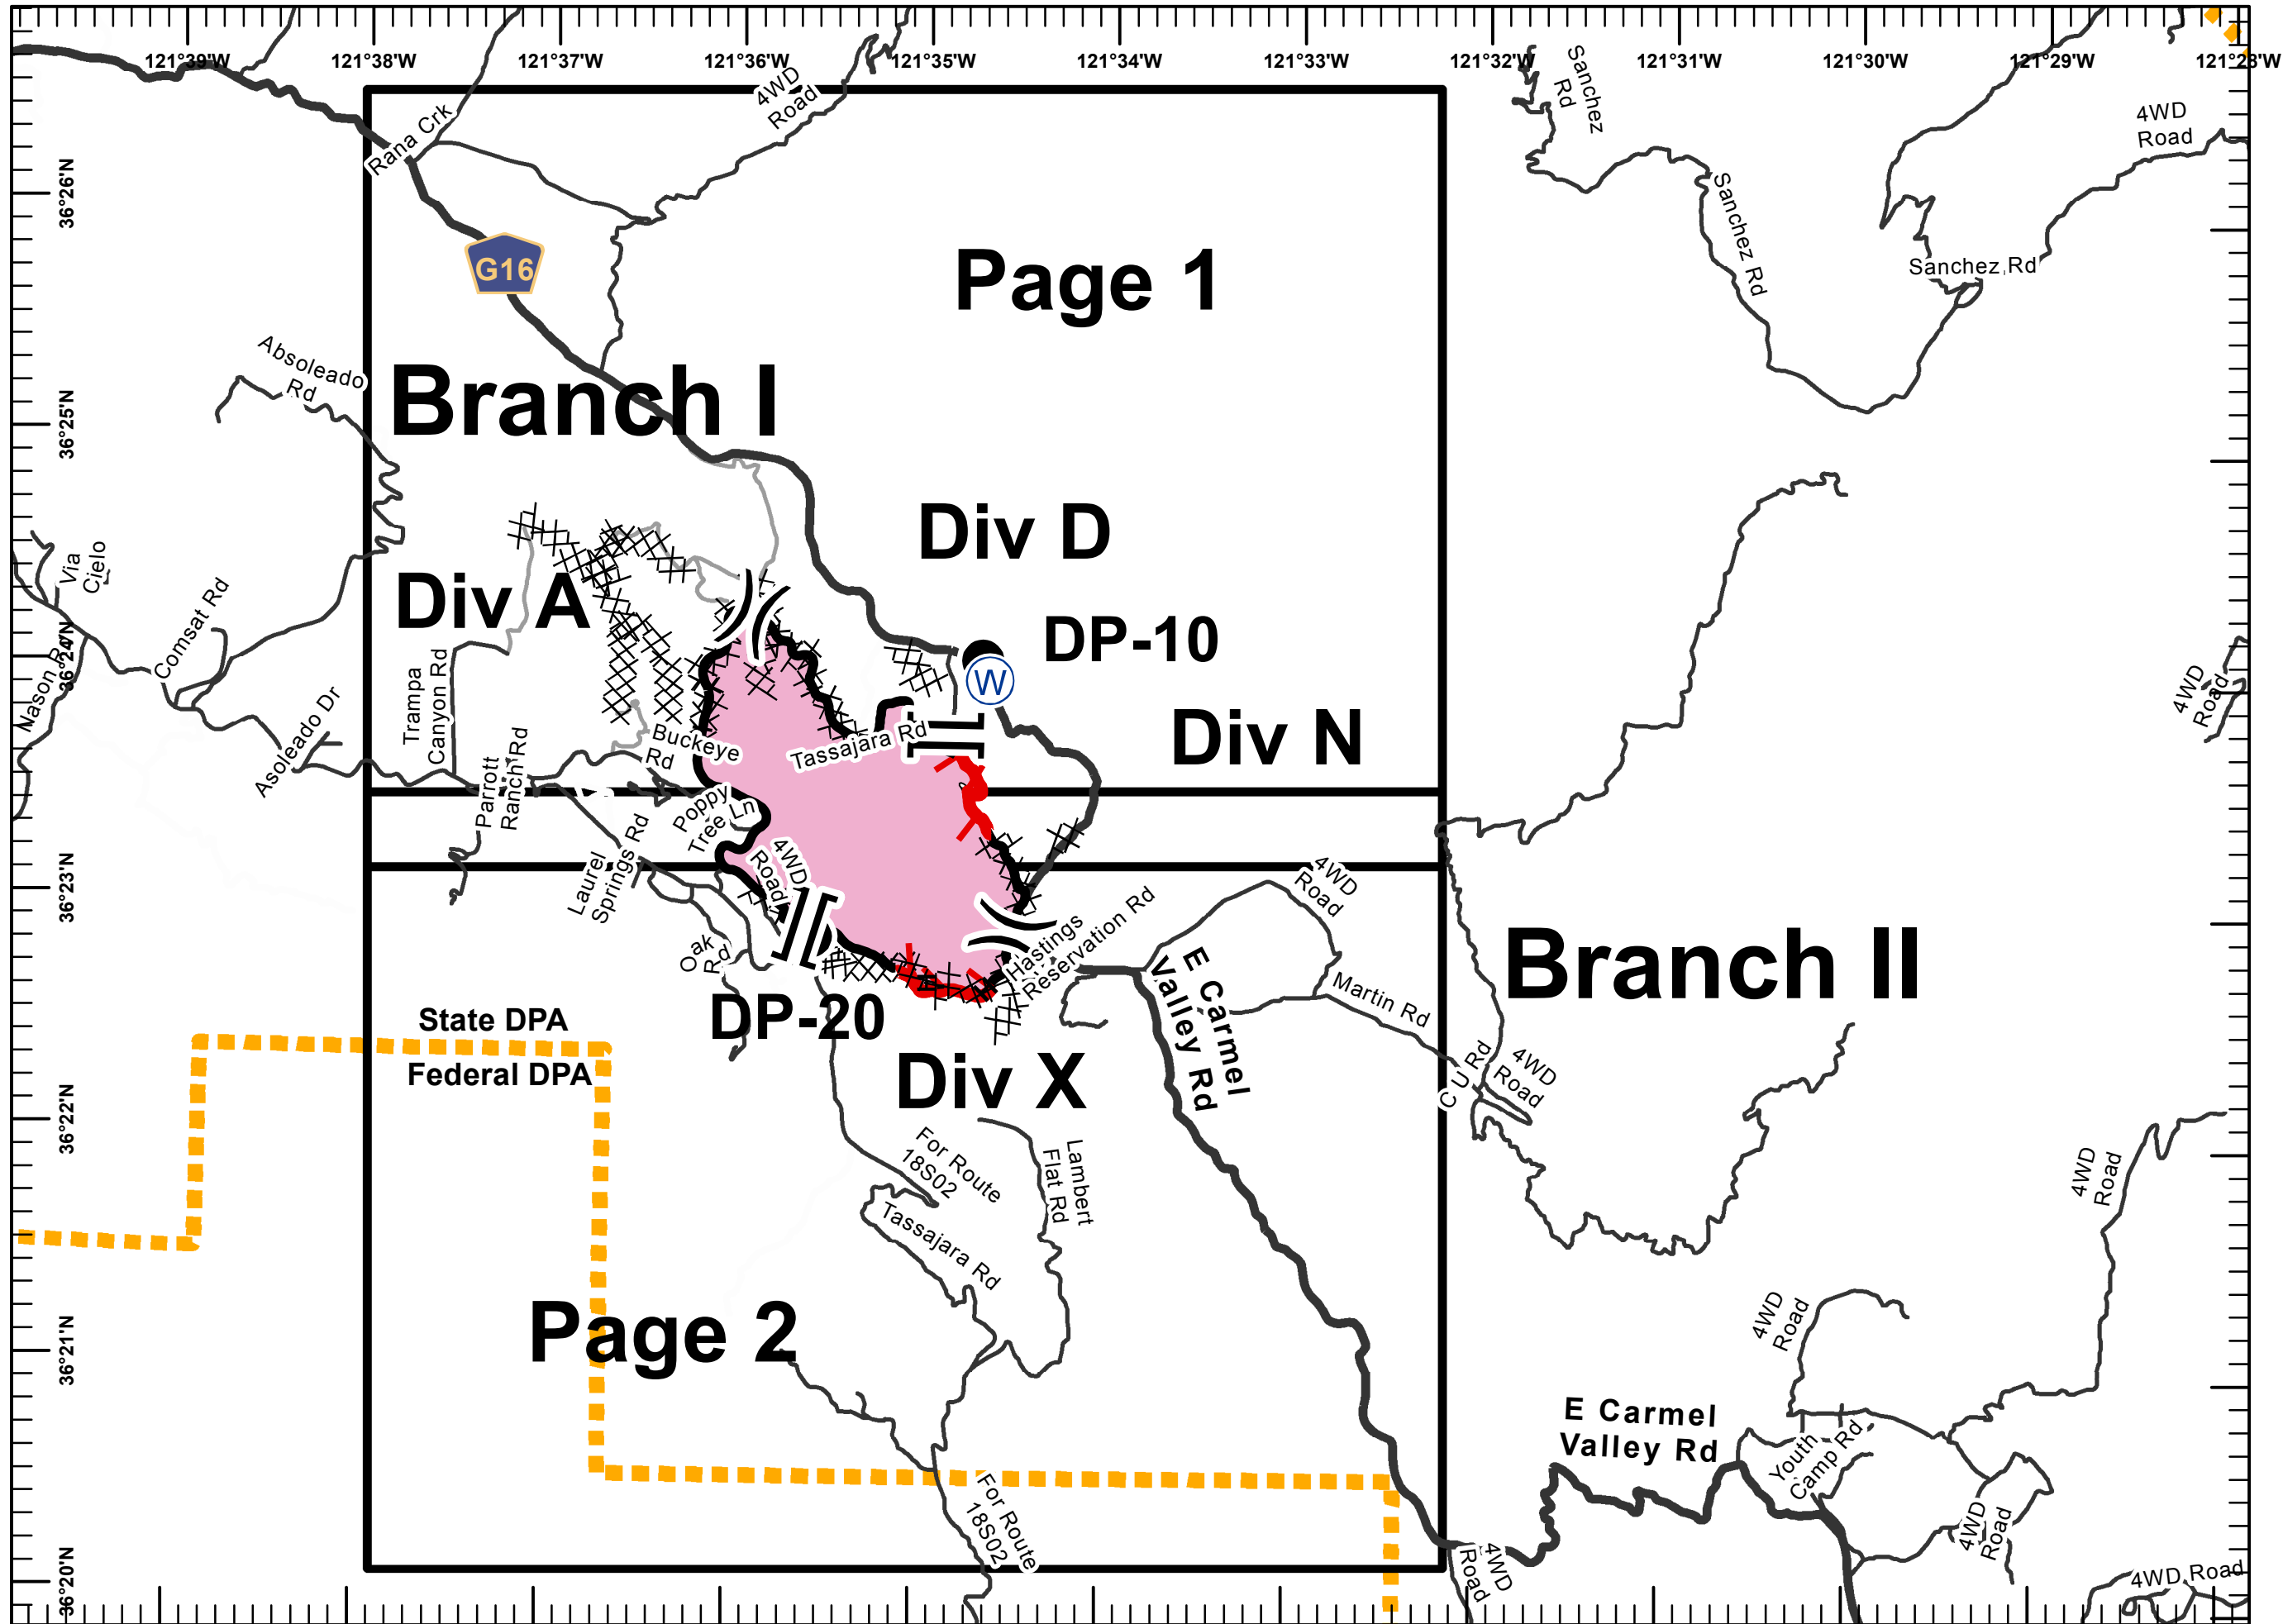 121°39'W
121°38'W
121°37'W
121°36'W
121°35'W
121°34'W
121°33'W
121°32'W
121°31'W
121°30'W
121°29'W
121°28'W
36°26'N
36°25'N
36°24'N
36°23'N
36°22'N
36°21'N
36°20'N
Rana Crk
4WD
Road
Sanchez
Rd
4WD
Road
Sanchez Rd
Sanchez Rd
G16
Page 1
Absoleado
Rd
Branch I
Div D
Via
Cielo
Comsat Rd
Div A
DP-10
W
Nason R
Trampa
Canyon Rd
Asoleado Dr
Parrott
Ranch Rd
Buckeye
Rd
Tassajara Rd
Div N
4WD
Road
Poppy
Tree Ln
Laurel
Springs Rd
4WD
Road
Oak
Rd
Hastings
Reservation Rd
4WD
Road
E Carmel
Valley Rd
Martin Rd
Branch II
DP-20
State DPA
Federal DPA
Div X
C U Rd
4WD
Road
For Route
18S02
Lambert
Flat Rd
Tassajara Rd
4WD
Road
Page 2
4WD
Road
E Carmel
Valley Rd
Youth
Camp Rd
For Route
18S02
4WD
Road
4WD
Road
4WD Road